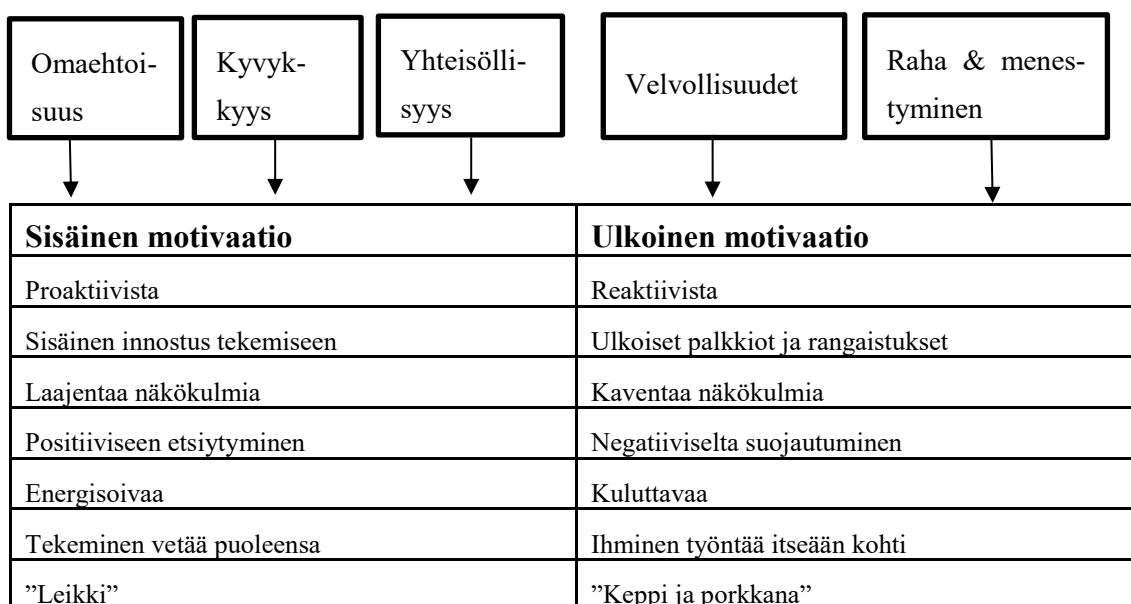 Omaehtoi-
suus
Kyvyk-
kyys
Yhteisölli-
syys
Velvollisuudet
Raha & menes-
tyminen
Sisäinen motivaatio
Ulkoinen motivaatio
Proaktiivista
Reaktiivista
Sisäinen innostus tekemiseen
Ulkoiset palkkiot ja rangaistukset
Laajentaa näkökulmia
Kaventaa näkökulmia
Positiiviseen etsiytyminen
Negatiiviselta suojautuminen
Energisoivaa
Kuluttavaa
Tekeminen vetää puoleensa
Ihminen työntää itseään kohti
”Leikki”
”Keppi ja porkkana”